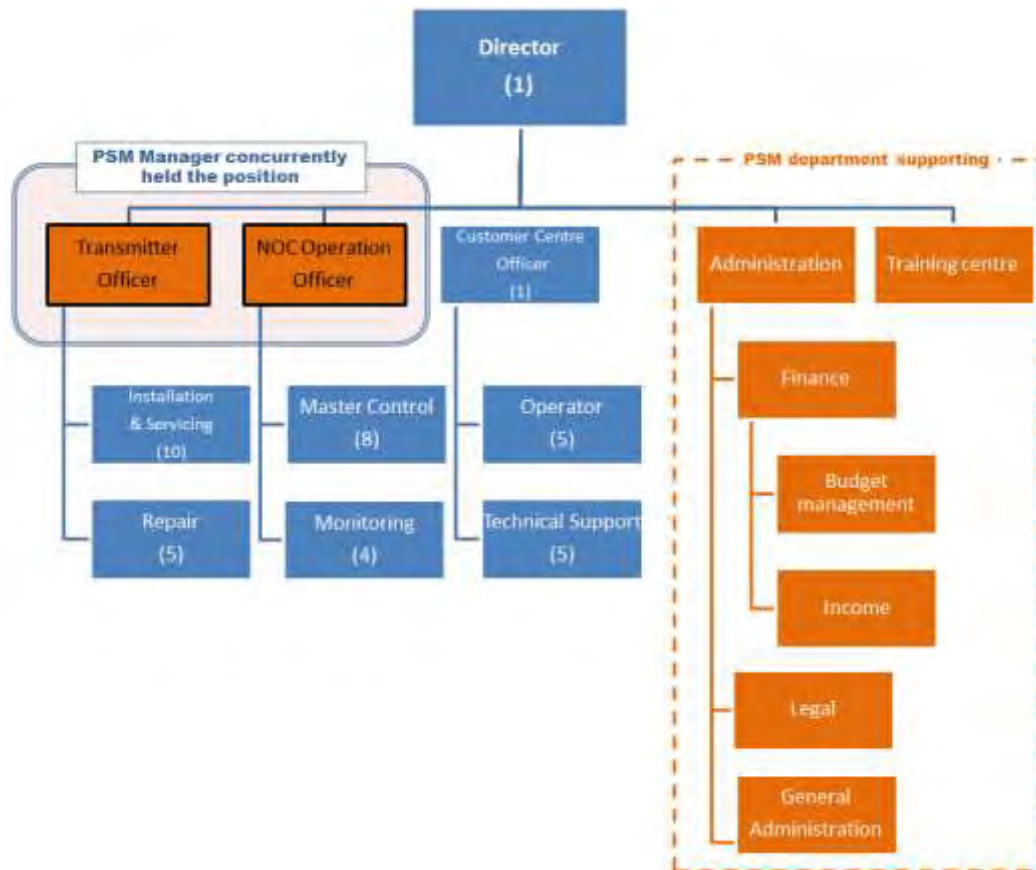 Director
(1)
PSM Manager concurrently
held the position
PSM department supporting
Transmitter
Officer
NOC Operation
Officer
Customer Centre
Officer
(1)
Administration
Training centre
Installation
& Servicing
(10)
Master Control
(8)
Operator
(5)
Finance
Repair
(5)
Monitoring
(4)
Technical Support
(5)
Budget
management
Income
Legal
General
Administration